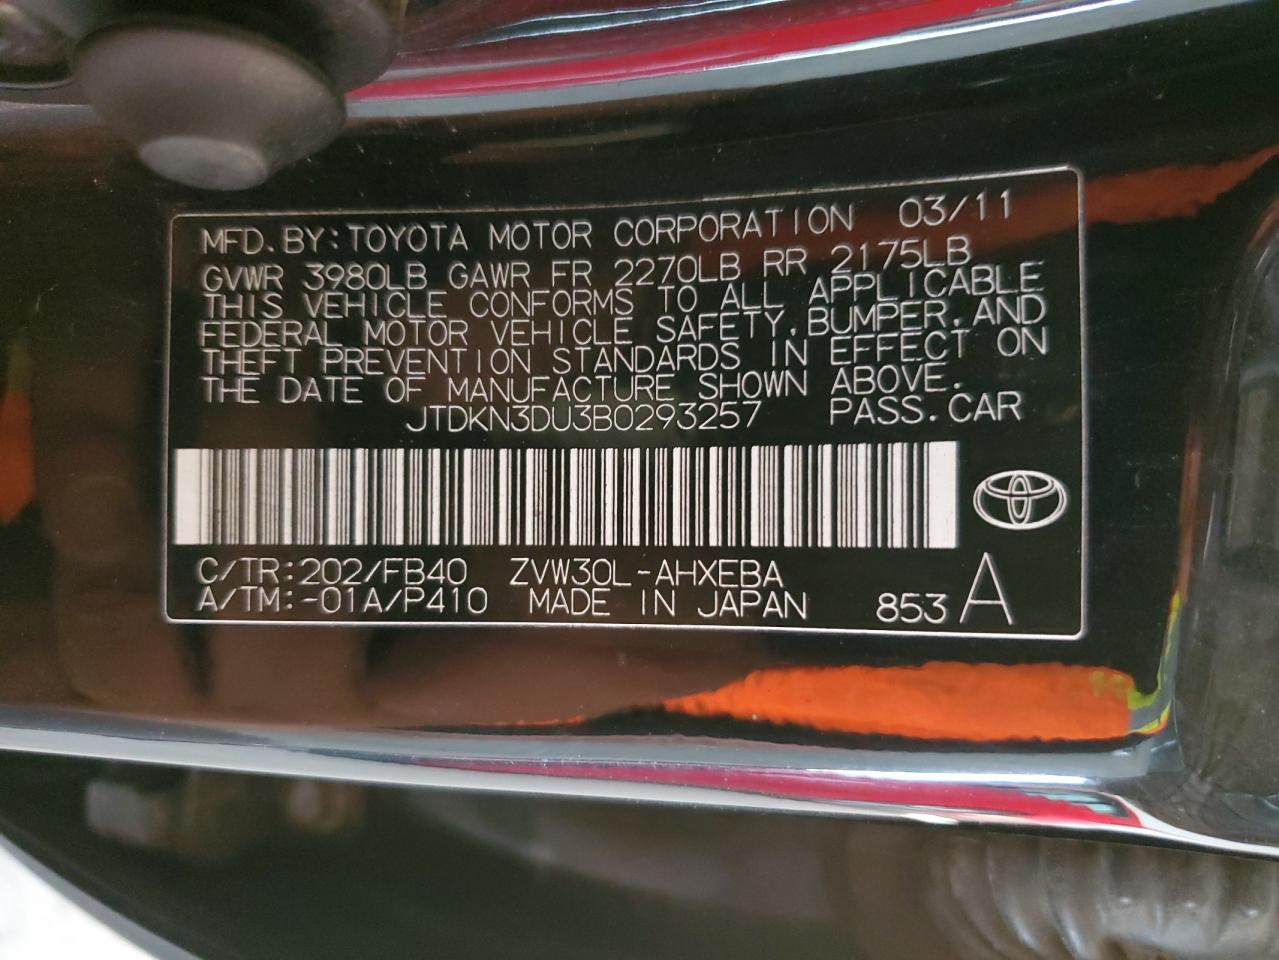 MFD. BY: TOYOTA MOTOR CORPORATION 03/11
GVWR 3980LB GAWR FR 2270LB RR 2175LB
THIS VEHICLE CONFORMS TO ALL APPLICABLE
FEDERAL MOTOR VEHICLE SAFETY, BUMPER, AND
THEFT PREVENTION STANDARDS IN EFFECT ON
THE DATE OF MANUFACTURE SHOWN ABOVE.
JTDKN3DU3B0293257 PASS. CAR
C/TR: 202/FB40 ZVW30L-AHXEBA
A/TM: -01A/P410 MADE IN JAPAN 853 A